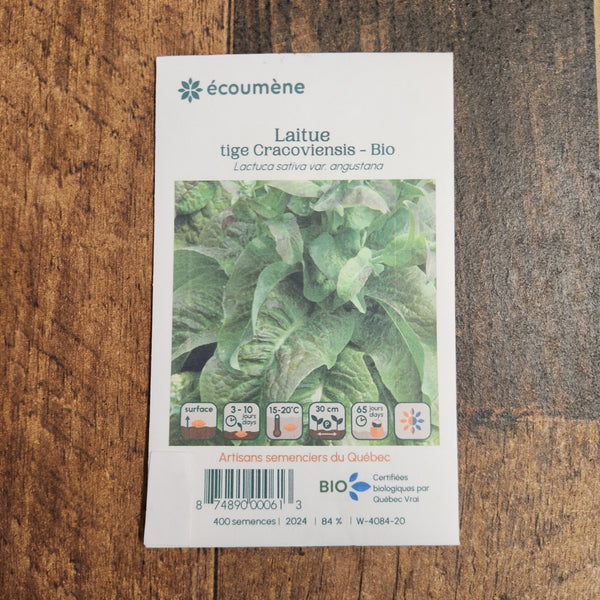 écoumène
Laitue
tige Cracoviensis - Bio
Lactuca sativa var. angustana
surface
3 - 10
jours
days
15-20°C
30 cm
P
65
jours
days
Artisans semenciers du Québec
8 74890 00061 3
BIO
Certifiées
biologiques par
Québec Vrai
400 semences | 2024 | 84 % | W-4084-20